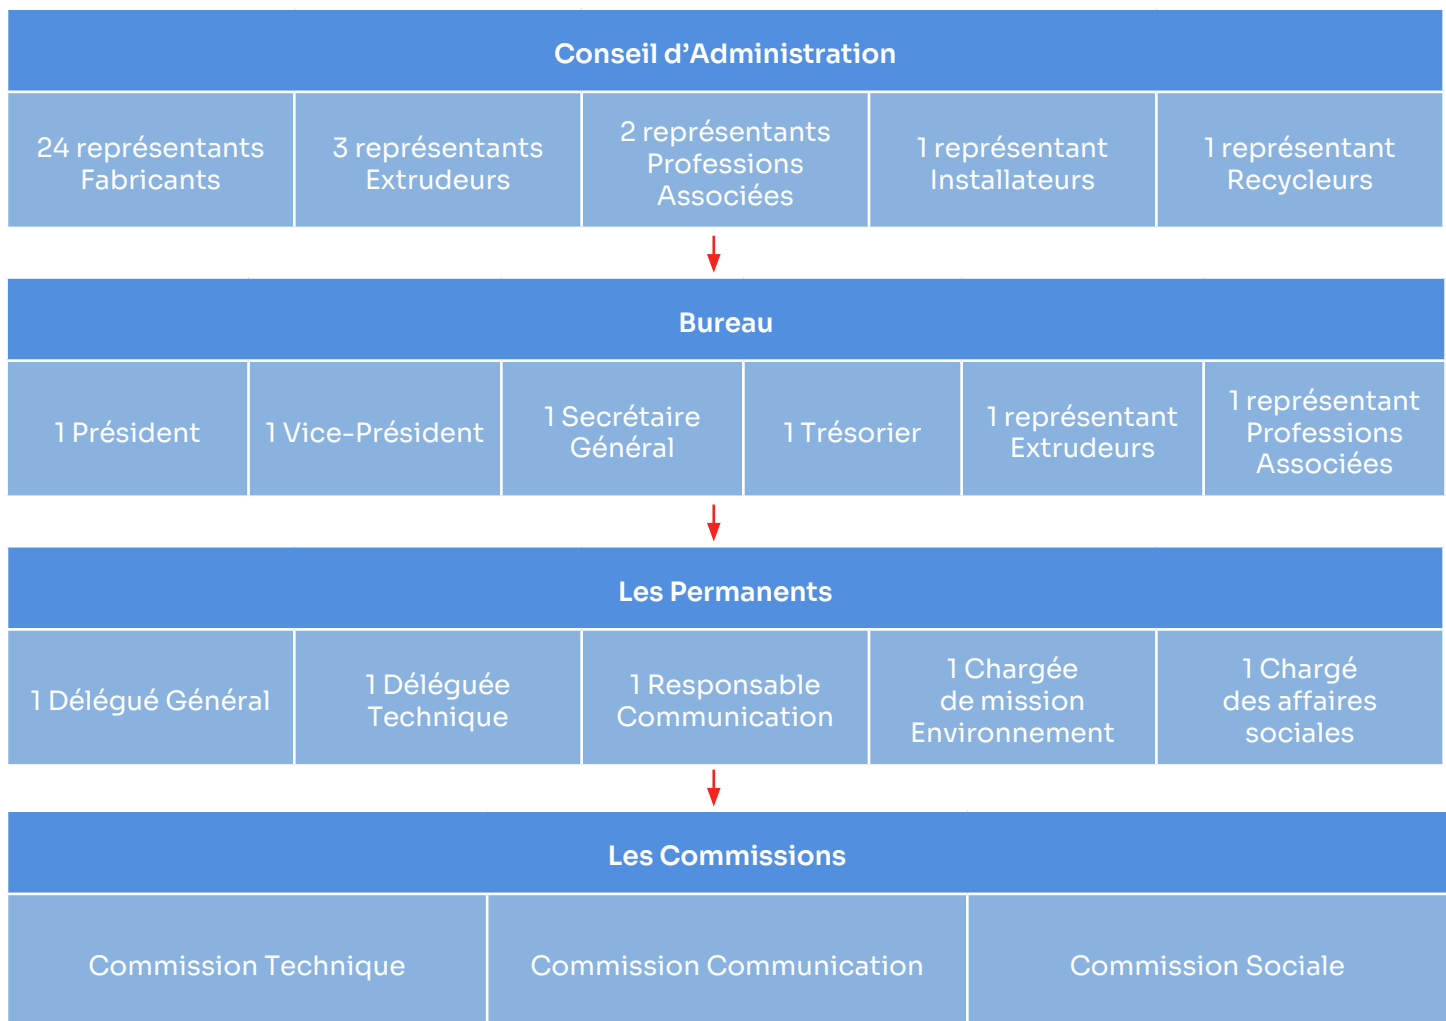 Conseil d’Administration
24 représentants
Fabricants
3 représentants
Extrudeurs
2 représentants
Professions
Associées
1 représentant
Installateurs
1 représentant
Recycleurs
Bureau
1 Président
1 Vice-Président
1 Secrétaire
Général
1 Trésorier
1 représentant
Extrudeurs
1 représentant
Professions
Associées
Les Permanents
1 Délégué Général
1 Déléguée
Technique
1 Responsable
Communication
1 Chargée
de mission
Environnement
1 Chargé
des affaires
sociales
Les Commissions
Commission Technique
Commission Communication
Commission Sociale